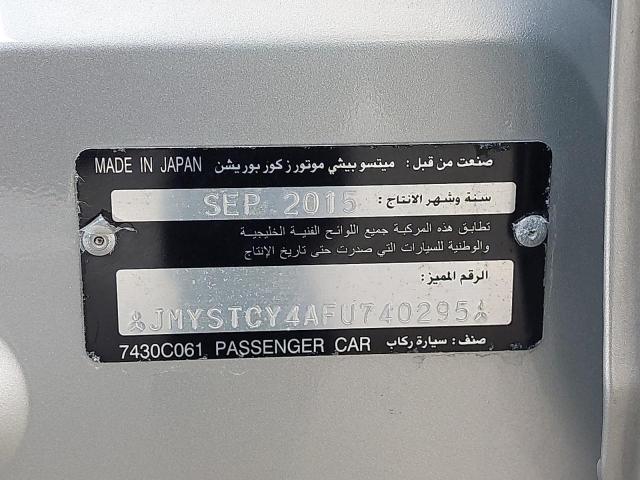 صنعت من قبل: ميتسوبيشي موتورز كوربوريشن MADE IN JAPAN
سنة وشهر الانتاج: SEP 2015
تطابق هذه المركبة جميع اللوائح الفنية الخليجية
والوطنية للسيارات التي صدرت حتى تاريخ الإنتاج
الرقم المميز:
JMYSTCY4AFU740295
صنف: سيارة ركاب 7430C061 PASSENGER CAR